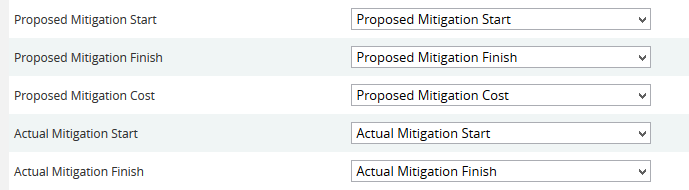 Proposed Mitigation Start Proposed Mitigation Start
Proposed Mitigation Finish Proposed Mitigation Finish
Proposed Mitigation Cost Proposed Mitigation Cost
Actual Mitigation Start Actual Mitigation Start
Actual Mitigation Finish Actual Mitigation Finish